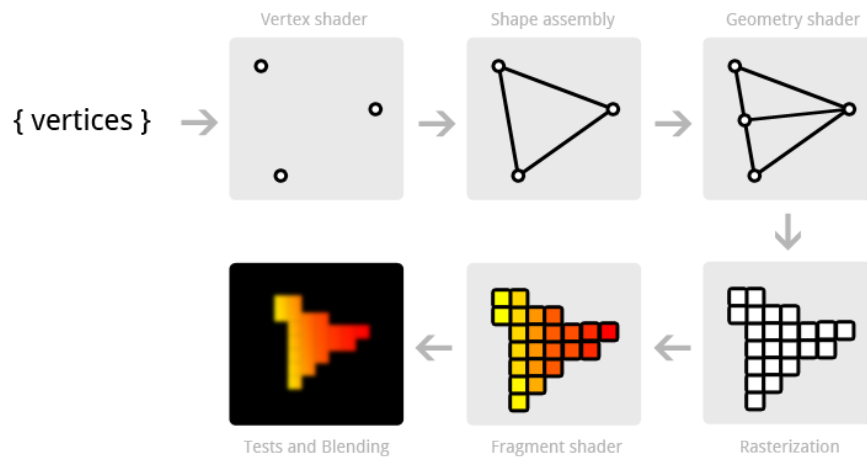 Vertex shader
Shape assembly
Geometry shader
{ vertices }
Tests and Blending
Fragment shader
Rasterization